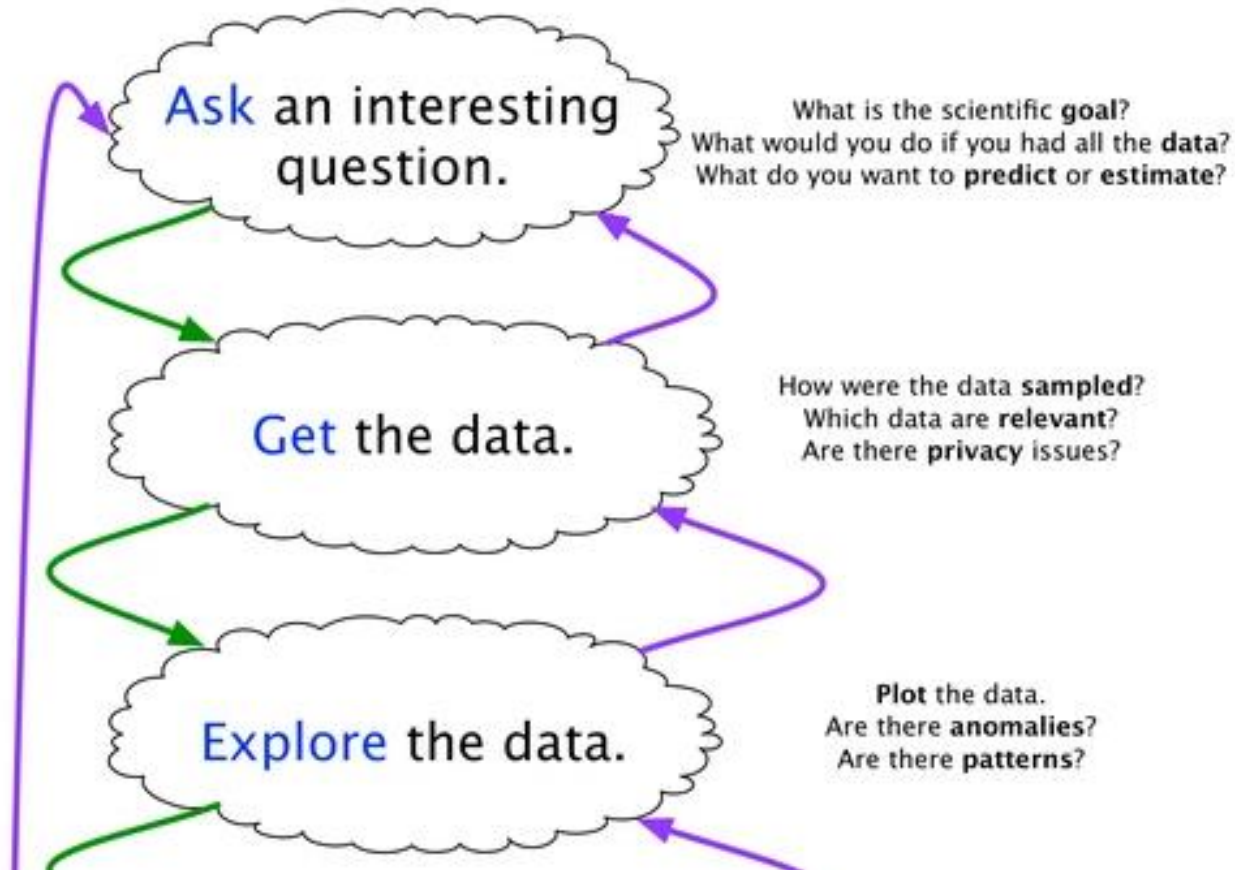 Ask an interesting
question.
What is the scientific goal?
What would you do if you had all the data?
What do you want to predict or estimate?
Get the data.
How were the data sampled?
Which data are relevant?
Are there privacy issues?
Explore the data.
Plot the data.
Are there anomalies?
Are there patterns?